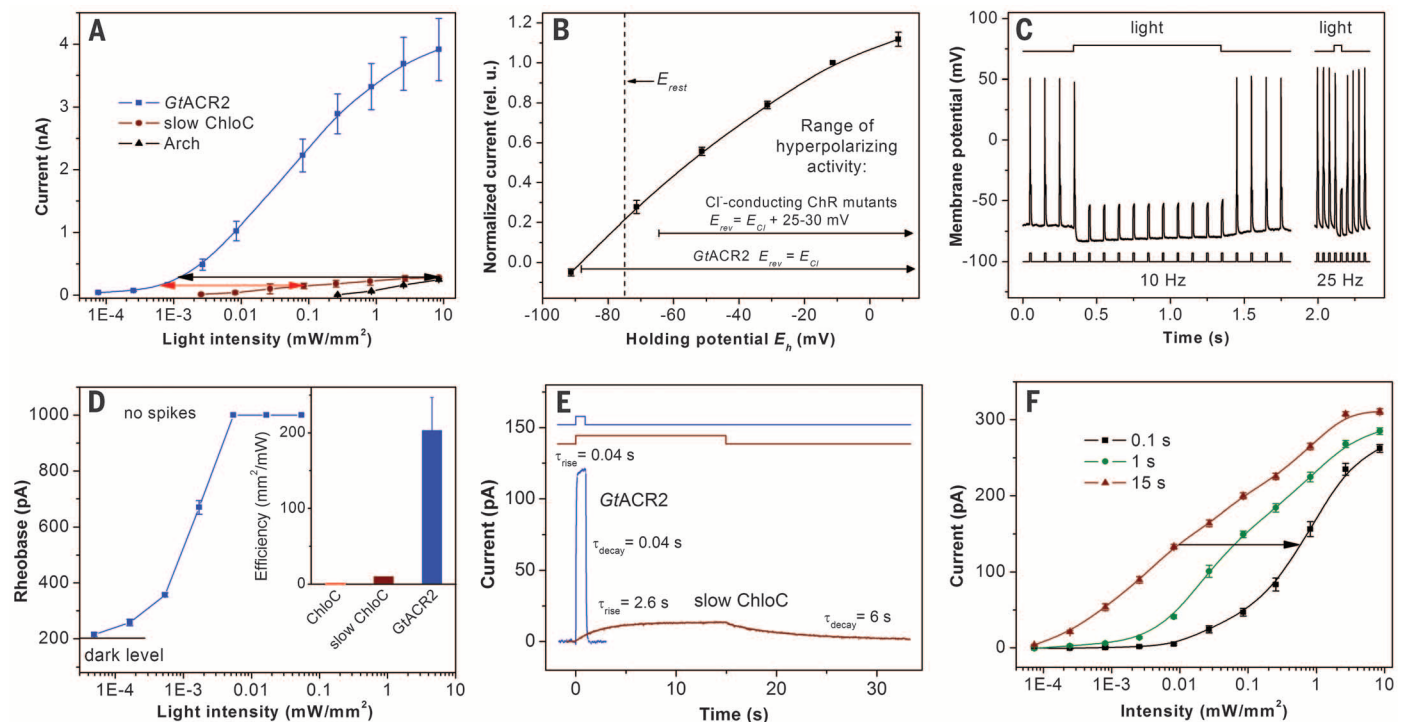 A
Current (nA)
4
3
2
1
0
GtACR2
slow ChloC
Arch
1E-4 1E-3 0.01 0.1 1 10
Light intensity (mW/mm²)
B
Normalized current (rel. u.)
1.2
1.0
0.8
0.6
0.4
0.2
0.0
E_rest
Range of
hyperpolarizing
activity:
Cl⁻-conducting ChR mutants
E_rev = E_Cl + 25-30 mV
GtACR2 E_rev = E_Cl
-100 -80 -60 -40 -20 0
Holding potential E_h (mV)
C
Membrane potential (mV)
100
50
0
-50
-100
light light
10 Hz 25 Hz
0.0 0.5 1.0 1.5 2.0
Time (s)
D
Rheobase (pA)
1000
800
600
400
200
no spikes
dark level
Efficiency (mm²/mW)
200
100
0
ChloC
slow ChloC
GtACR2
1E-4 1E-3 0.01 0.1 1 10
Light intensity (mW/mm²)
E
Current (pA)
150
100
50
0
τ_rise = 0.04 s
GtACR2
τ_decay = 0.04 s
τ_rise = 2.6 s
slow ChloC
τ_decay = 6 s
0 10 20 30
Time (s)
F
Current (pA)
300
200
100
0
0.1 s
1 s
15 s
1E-4 1E-3 0.01 0.1 1 10
Intensity (mW/mm²)